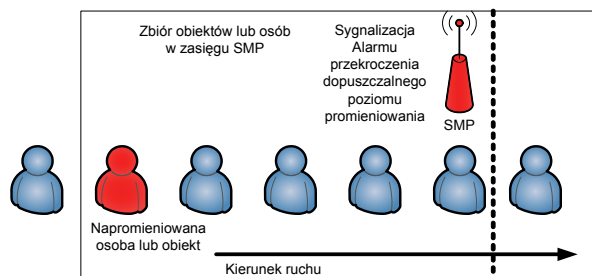 Zbiór obiektów lub osób
w zasięgu SMP
Sygnalizacja
Alarmu
przekroczenia
dopuszczalnego
poziomu
promieniowania
SMP
Napromieniowana
osoba lub obiekt
Kierunek ruchu